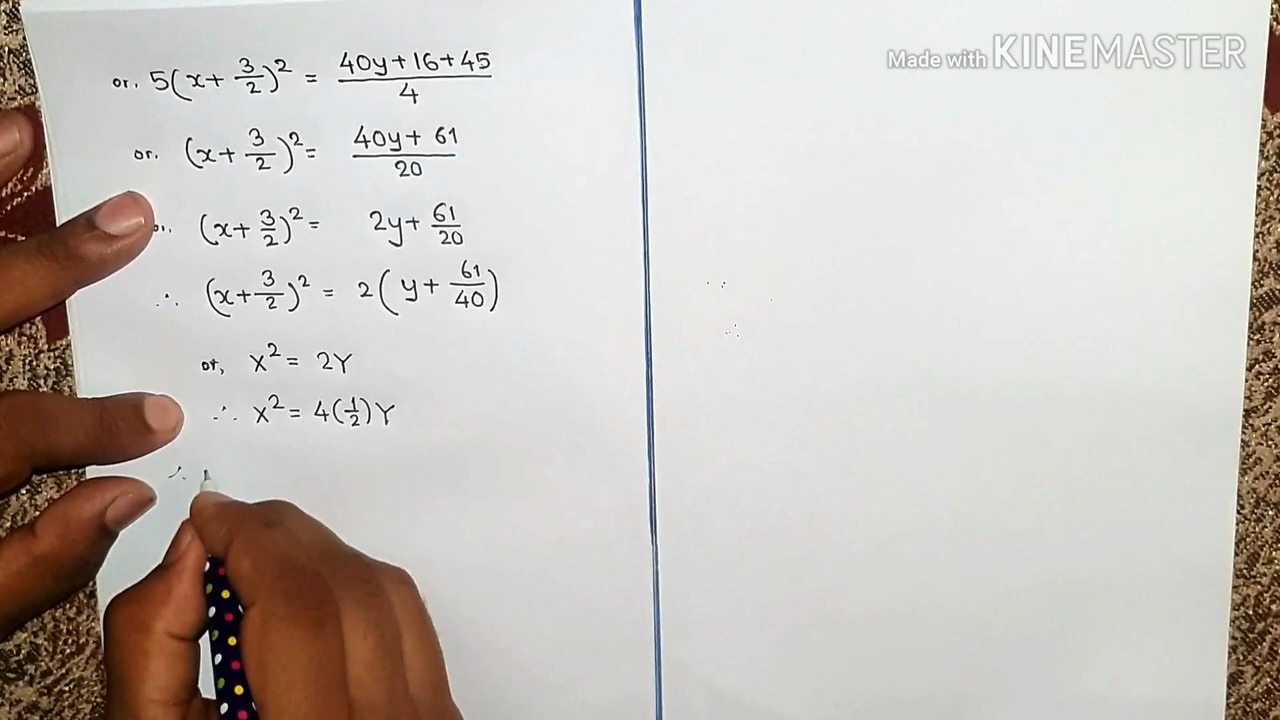 or. 5(x + 3/2)² = (40y + 16 + 45)/4
Made with KINEMASTER
or. (x + 3/2)² = (40y + 61)/20
(x + 3/2)² = 2y + 61/20
∴ (x + 3/2)² = 2(y + 61/40)
or, X² = 2Y
∴ X² = 4(1/2)Y
∴